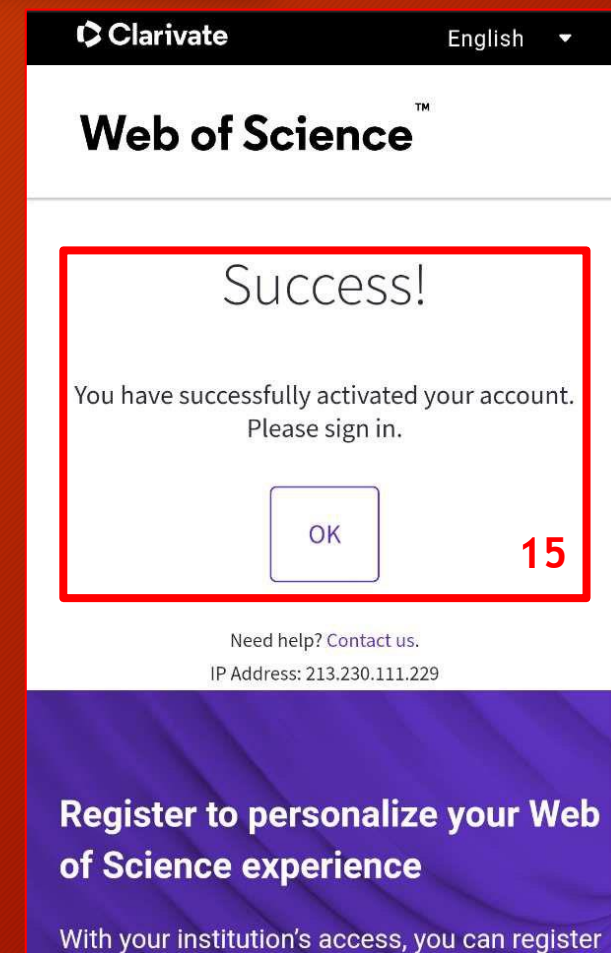 Clarivate English
Web of Science™
Success!
You have successfully activated your account.
Please sign in.
OK
15
Need help? Contact us.
IP Address: 213.230.111.229
Register to personalize your Web
of Science experience
With your institution’s access, you can register